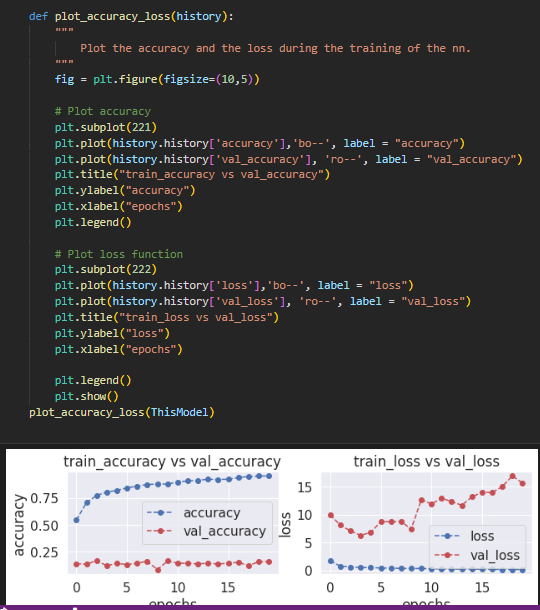 def plot_accuracy_loss(history):
"""
Plot the accuracy and the loss during the training of the nn.
"""
fig = plt.figure(figsize=(10,5))
# Plot accuracy
plt.subplot(221)
plt.plot(history.history['accuracy'],'bo--', label = "accuracy")
plt.plot(history.history['val_accuracy'], 'ro--', label = "val_accuracy")
plt.title("train_accuracy vs val_accuracy")
plt.ylabel("accuracy")
plt.xlabel("epochs")
plt.legend()
# Plot loss function
plt.subplot(222)
plt.plot(history.history['loss'],'bo--', label = "loss")
plt.plot(history.history['val_loss'], 'ro--', label = "val_loss")
plt.title("train_loss vs val_loss")
plt.ylabel("loss")
plt.xlabel("epochs")
plt.legend()
plt.show()
plot_accuracy_loss(ThisModel)
train_accuracy vs val_accuracy
accuracy
0.75
0.50
0.25
accuracy
val_accuracy
0 5 10 15
epochs
train_loss vs val_loss
loss
15
10
5
0
loss
val_loss
0 5 10 15
epochs